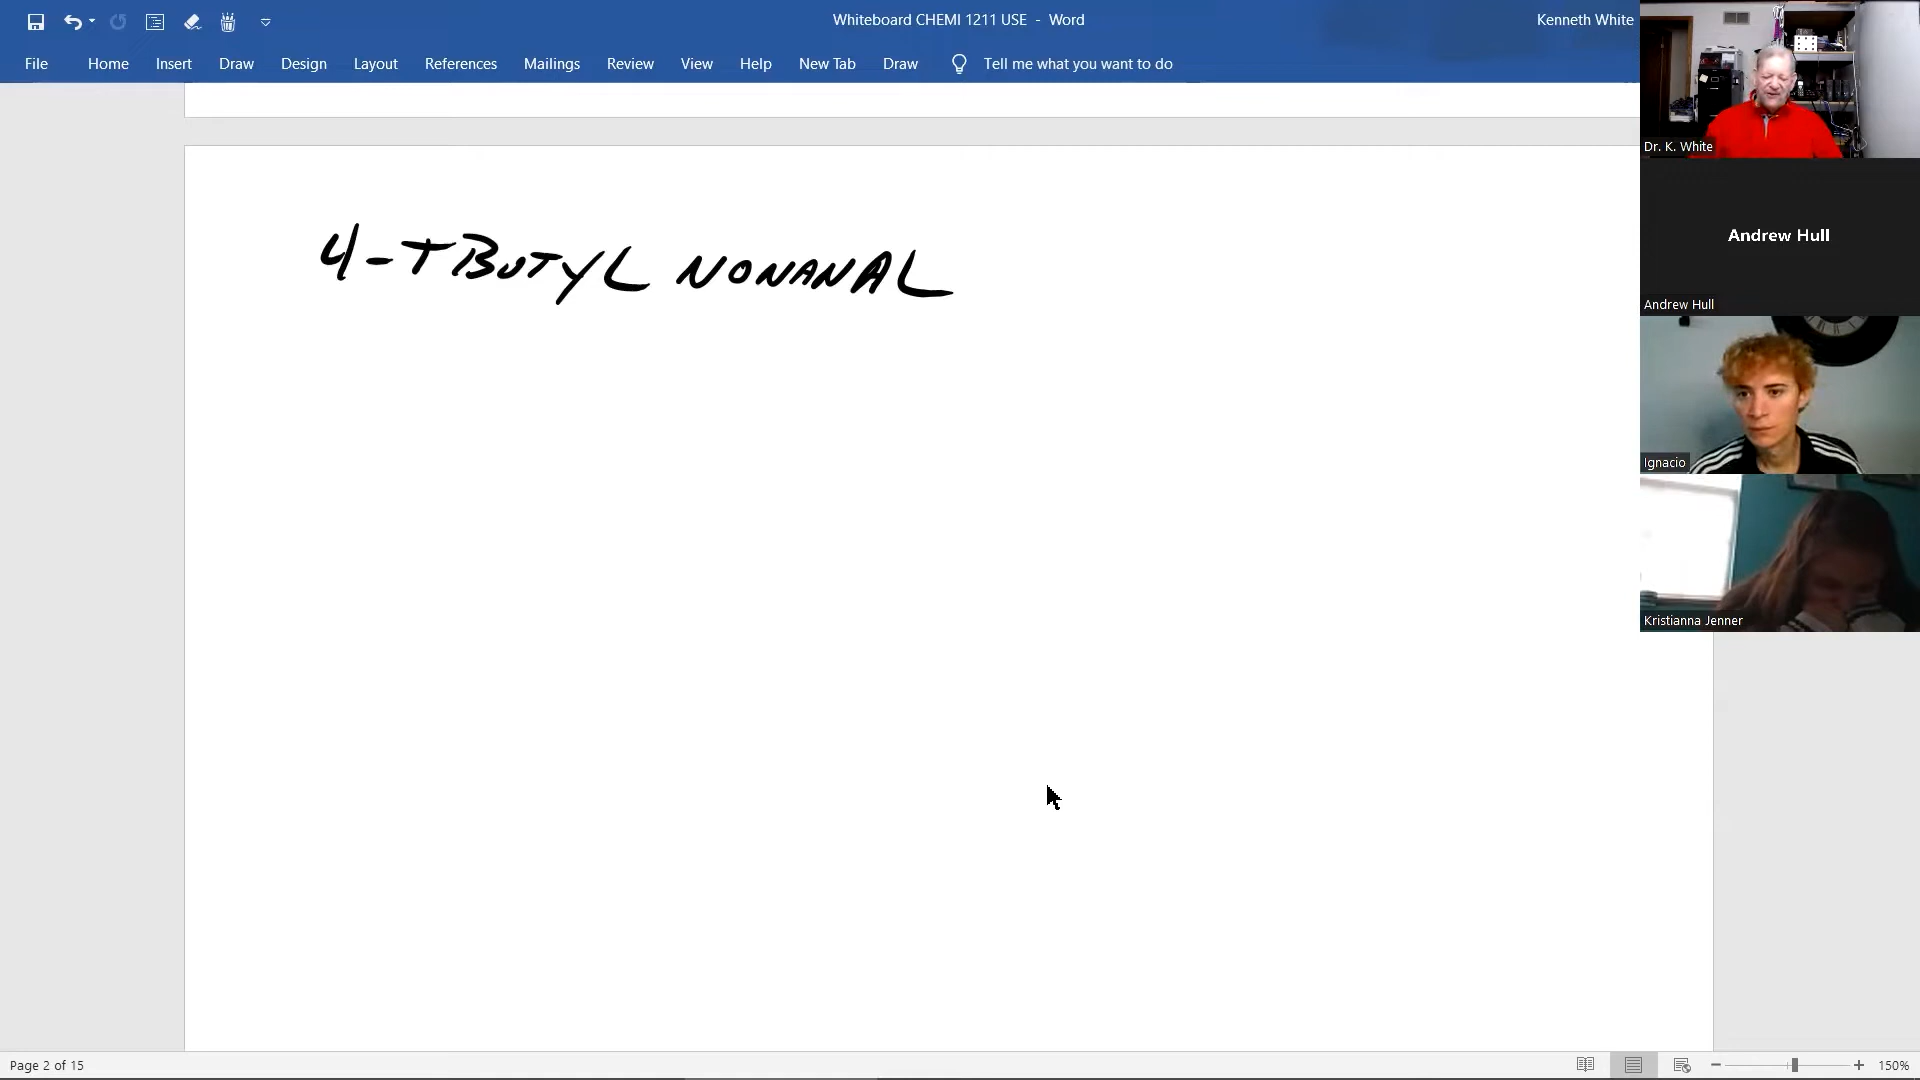 Whiteboard CHEMI 1211 USE - Word
Kenneth White
File Home Insert Draw Design Layout References Mailings Review View Help New Tab Draw Tell me what you want to do
Dr. K. White
4-TBUTYL NONANAL
Andrew Hull
Andrew Hull
Ignacio
Kristianna Jenner
Page 2 of 15
150%